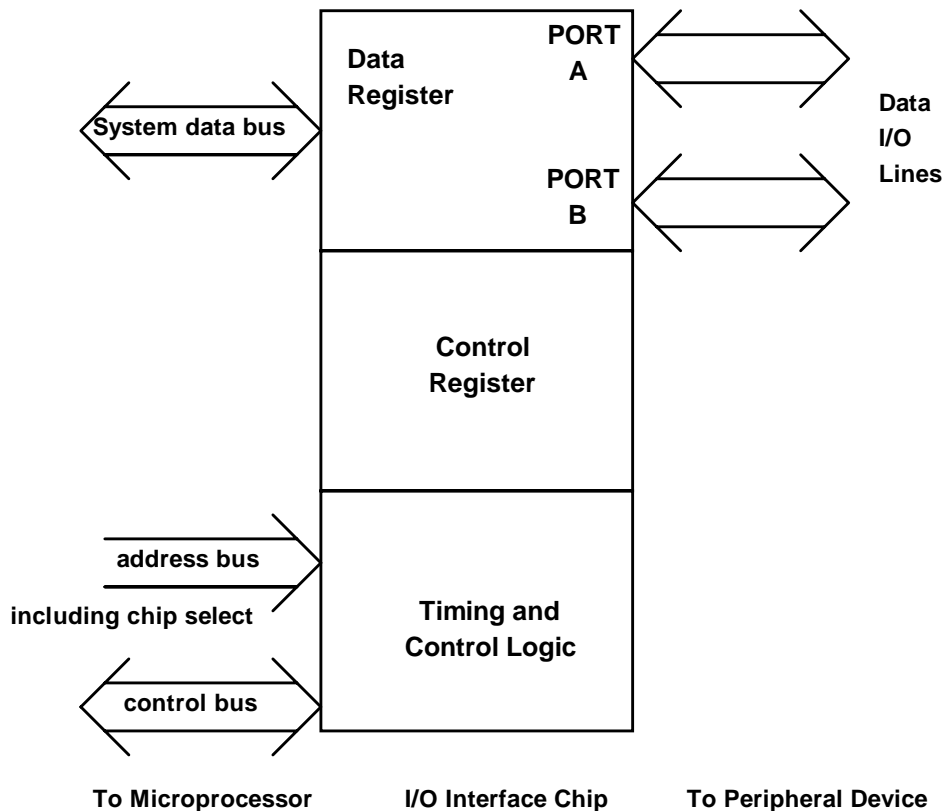 Data
Register
PORT
A
PORT
B
System data bus
Data
I/O
Lines
Control
Register
address bus
including chip select
Timing and
Control Logic
control bus
To Microprocessor
I/O Interface Chip
To Peripheral Device